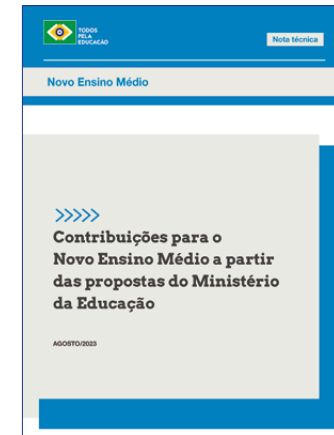 TODOS
PELA
EDUCAÇÃO
Nota técnica
Novo Ensino Médio
Contribuições para o
Novo Ensino Médio a partir
das propostas do Ministério
da Educação
AGOSTO/2023